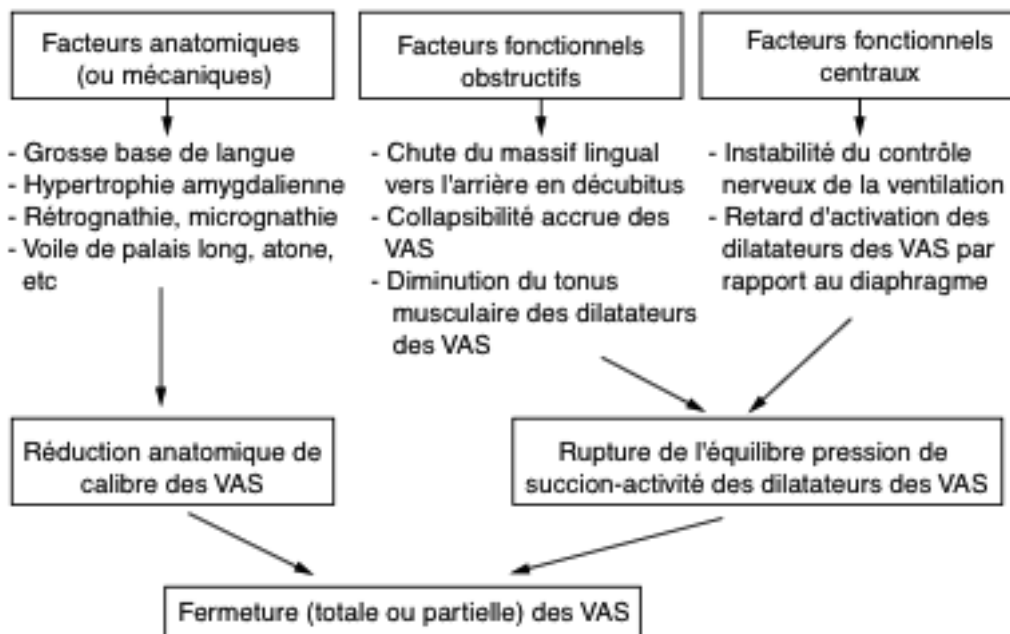 Facteurs anatomiques
(ou mécaniques)
Facteurs fonctionnels
obstructifs
Facteurs fonctionnels
centraux
- Grosse base de langue
- Hypertrophie amygdalienne
- Rétrognathie, micrognathie
- Voile de palais long, atone,
etc
- Chute du massif lingual
vers l'arrière en décubitus
- Collapsibilité accrue des
VAS
- Diminution du tonus
musculaire des dilatateurs
des VAS
- Instabilité du contrôle
nerveux de la ventilation
- Retard d'activation des
dilatateurs des VAS par
rapport au diaphragme
Réduction anatomique de
calibre des VAS
Rupture de l'équilibre pression de
succion-activité des dilatateurs des VAS
Fermeture (totale ou partielle) des VAS